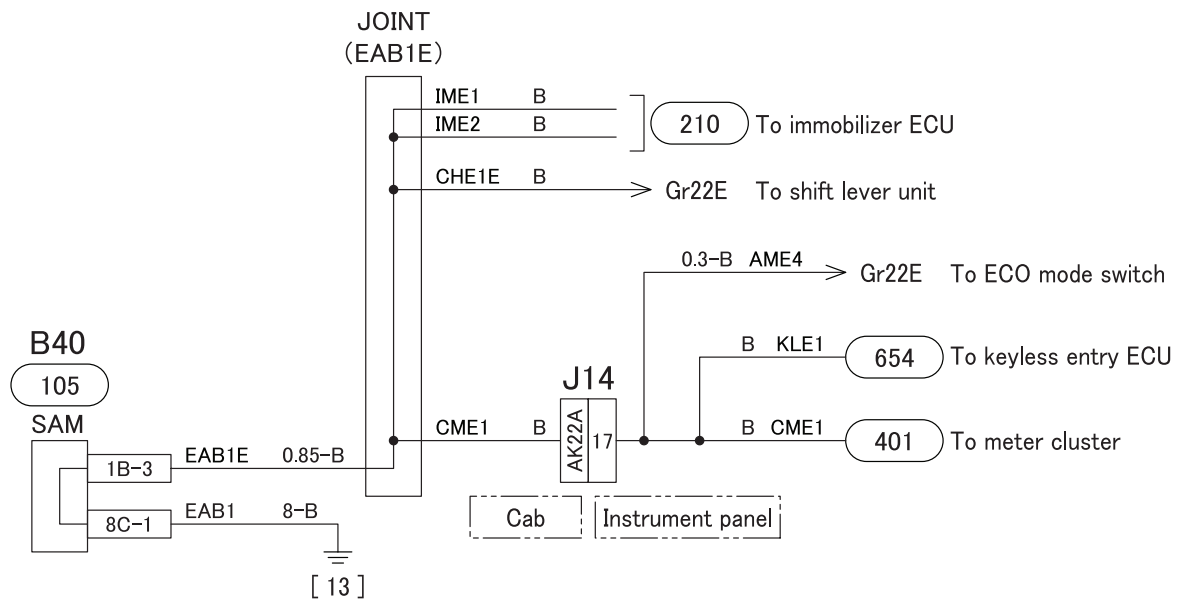 JOINT
(EAB1E)
IME1 B
IME2 B
210 To immobilizer ECU
CHE1E B
Gr22E To shift lever unit
0.3-B AME4
Gr22E To ECO mode switch
B40
105
SAM
B KLE1
654 To keyless entry ECU
J14
AK22A
17
CME1 B
B CME1
401 To meter cluster
1B-3
EAB1E 0.85-B
8C-1
EAB1 8-B
Cab
Instrument panel
[ 13 ]